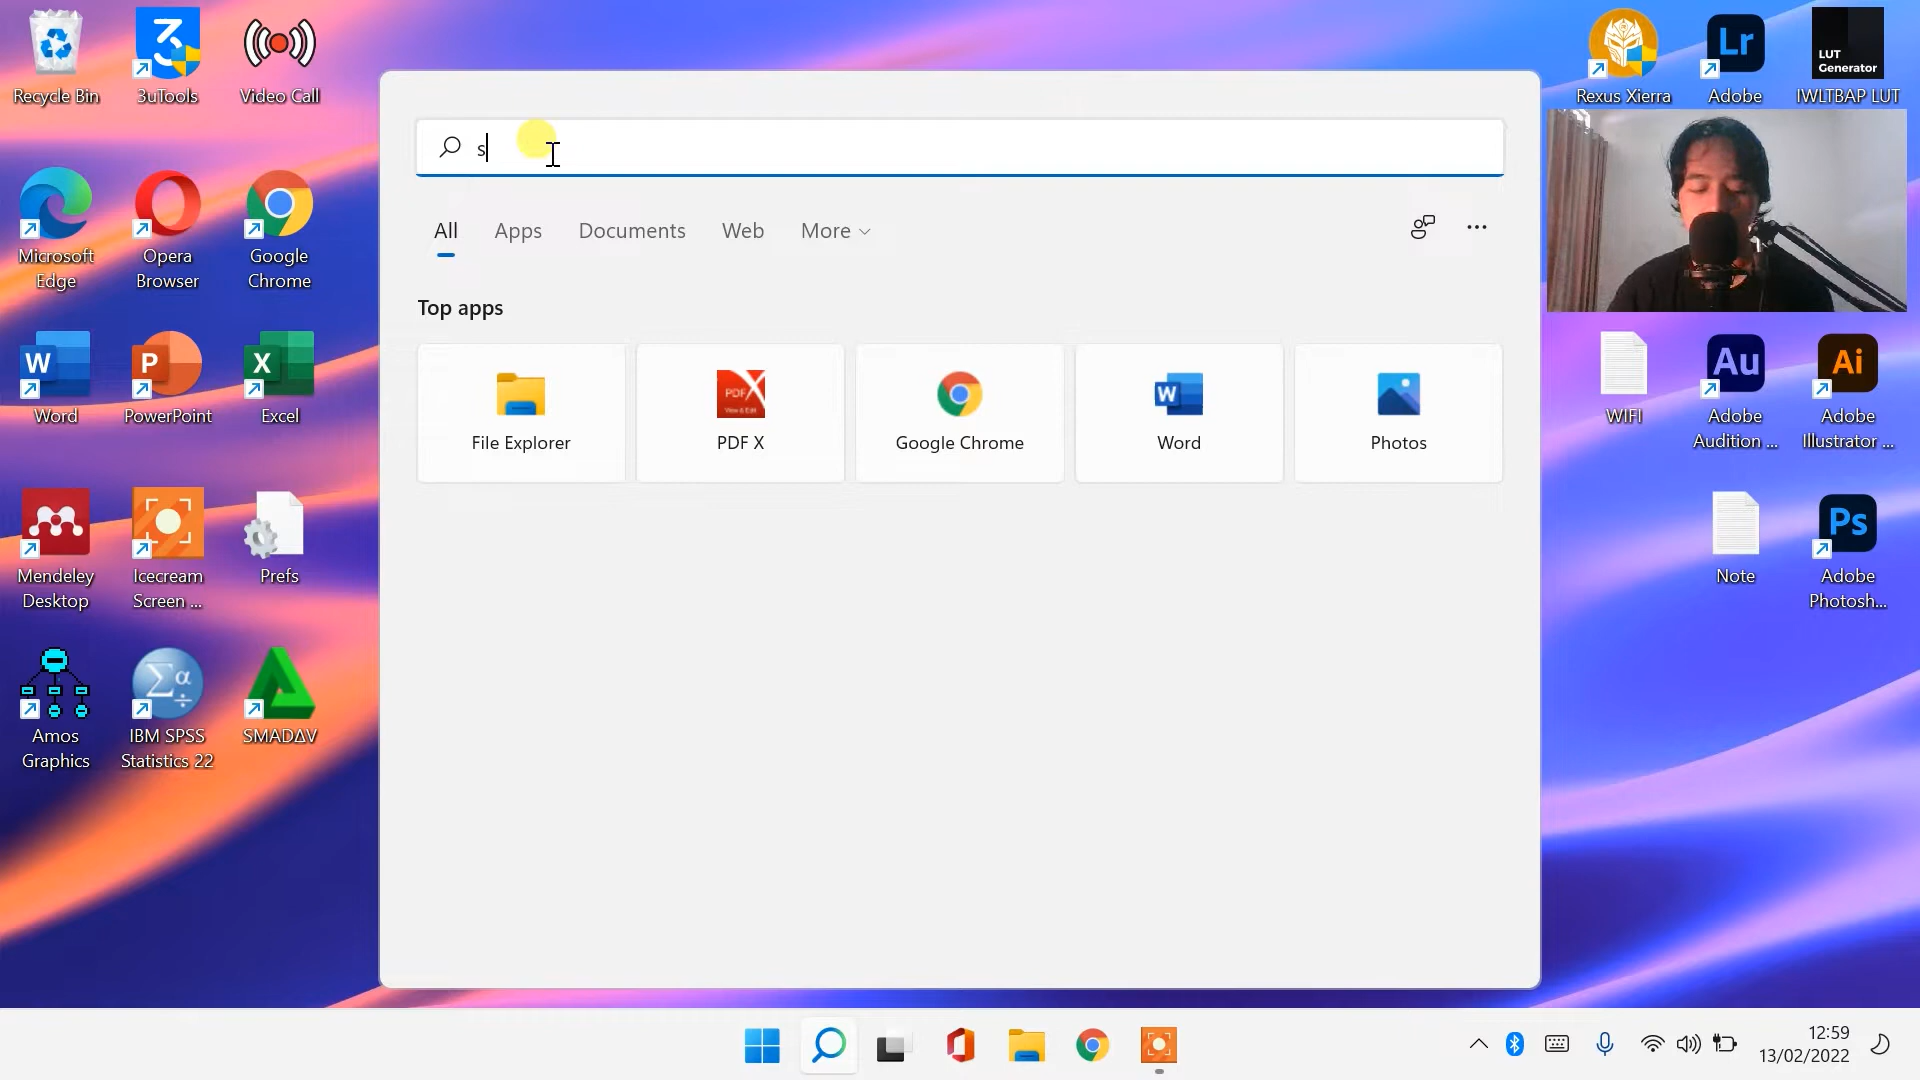 Recycle Bin
3uTools
Video Call
Microsoft
Edge
Opera
Browser
Google
Chrome
Word
PowerPoint
Excel
Mendeley
Desktop
Icecream
Screen ...
Prefs
Amos
Graphics
IBM SPSS
Statistics 22
SMADΔV
s
All
Apps
Documents
Web
More
Top apps
File Explorer
PDF X
Google Chrome
Word
Photos
Rexus Xierra
Lr
Adobe
LUT
Generator
IWLTBAP LUT
WIFI
Au
Adobe
Audition ...
Ai
Adobe
Illustrator ...
Note
Ps
Adobe
Photosh...
12:59
13/02/2022